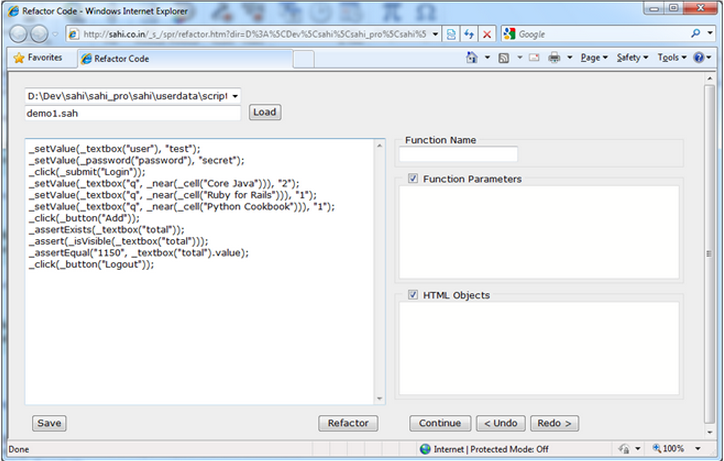 Refactor Code - Windows Internet Explorer
http://sahi.co.in/_s_/spr/refactor.htm?dir=D%3A%5CDev%5Csahi%5Csahi_pro%5Csahi%5
Google
Favorites
Refactor Code
Page
Safety
Tools
D:\Dev\sahi\sahi_pro\sahi\userdata\script
demo1.sah
Load
_setValue(_textbox("user"), "test");
_setValue(_password("password"), "secret");
_click(_submit("Login"));
_setValue(_textbox("q", _near(_cell("Core Java"))), "2");
_setValue(_textbox("q", _near(_cell("Ruby for Rails"))), "1");
_setValue(_textbox("q", _near(_cell("Python Cookbook"))), "1");
_click(_button("Add"));
_assertExists(_textbox("total"));
_assert(_isVisible(_textbox("total")));
_assertEqual("1150", _textbox("total").value);
_click(_button("Logout"));
Function Name
Function Parameters
HTML Objects
Save
Refactor
Continue
< Undo
Redo >
Done
Internet | Protected Mode: Off
100%